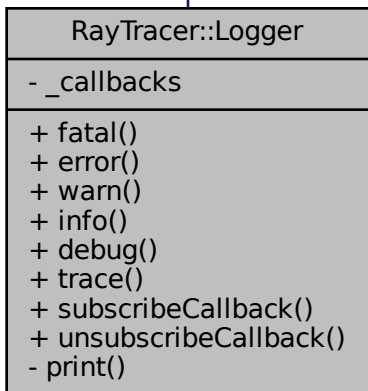 RayTracer::Logger
- _callbacks
+ fatal()
+ error()
+ warn()
+ info()
+ debug()
+ trace()
+ subscribeCallback()
+ unsubscribeCallback()
- print()